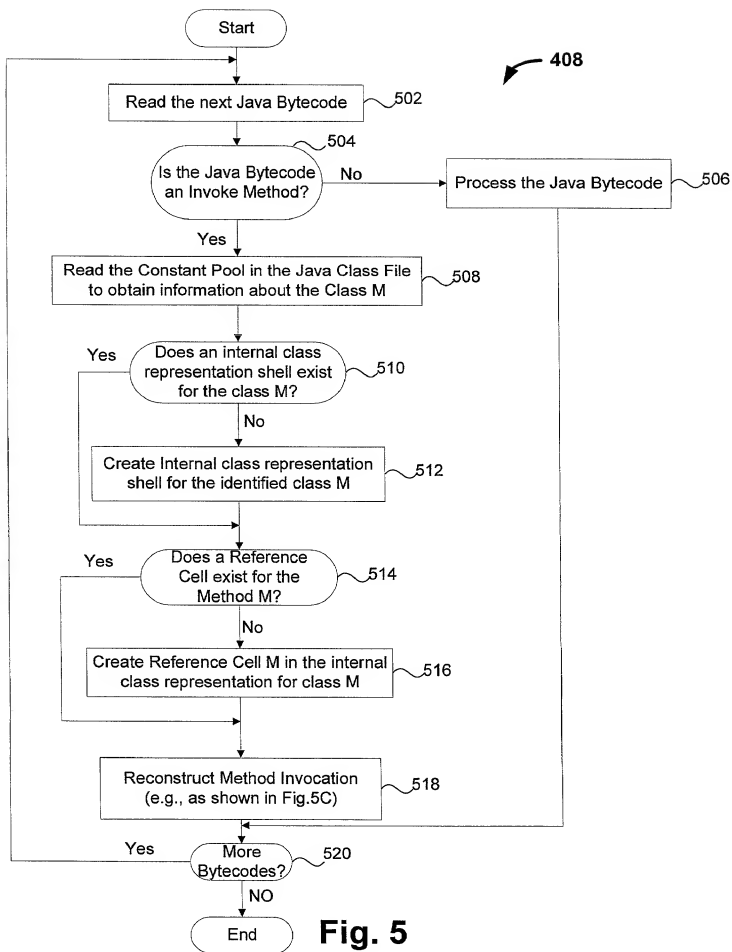 Start
408
Read the next Java Bytecode
502
504
Is the Java Bytecode
an Invoke Method?
No
Process the Java Bytecode
506
Yes
Read the Constant Pool in the Java Class File
to obtain information about the Class M
508
Yes
Does an internal class
representation shell exist
for the class M?
510
No
Create Internal class representation
shell for the identified class M
512
Yes
Does a Reference
Cell exist for the
Method M?
514
No
Create Reference Cell M in the internal
class representation for class M
516
Reconstruct Method Invocation
(e.g., as shown in Fig.5C)
518
Yes
More
Bytecodes?
520
NO
End
Fig. 5